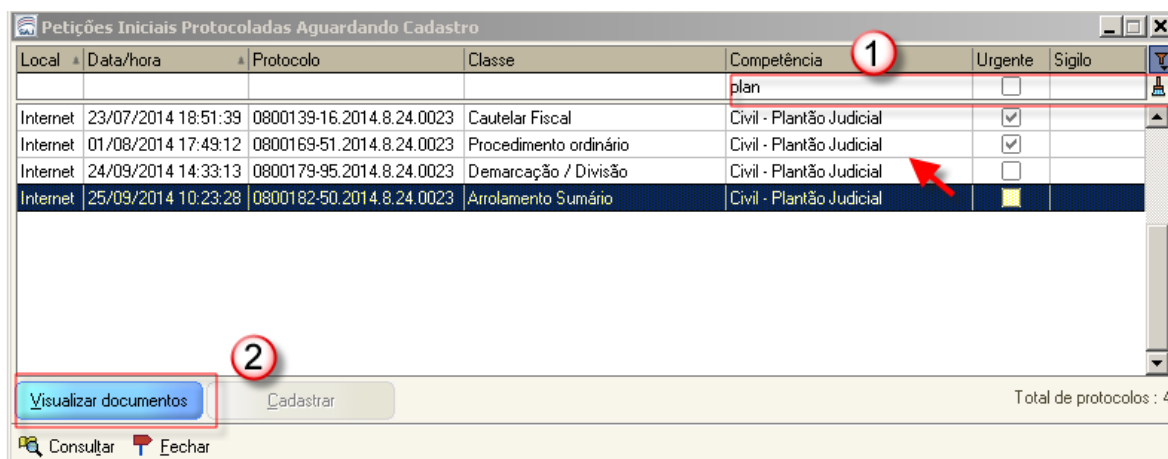 Petições Iniciais Protocoladas Aguardando Cadastro
Local Data/hora Protocolo Classe Competência Urgente Sigilo
1
plan
Internet 23/07/2014 18:51:39 0800139-16.2014.8.24.0023 Cautelar Fiscal Civil - Plantão Judicial
Internet 01/08/2014 17:49:12 0800169-51.2014.8.24.0023 Procedimento ordinário Civil - Plantão Judicial
Internet 24/09/2014 14:33:13 0800179-95.2014.8.24.0023 Demarcação / Divisão Civil - Plantão Judicial
Internet 25/09/2014 10:23:28 0800182-50.2014.8.24.0023 Arrolamento Sumário Civil - Plantão Judicial
2
Visualizar documentos Cadastrar Total de protocolos : 4
Consultar Fechar